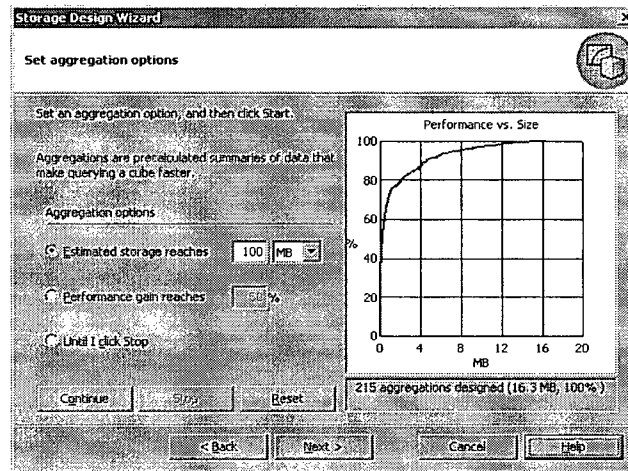 Storage Design Wizard
Set aggregation options
Set an aggregation option, and then click Start.
Aggregations are precalculated summaries of data that
make querying a cube faster.
Aggregation options
Estimated storage reaches 100 MB
Performance gain reaches %
Until I click Stop
Continue Stop Reset
Performance vs. Size
100
80
60
%
40
20
0
0 4 8 12 16 20
MB
215 aggregations designed (16.3 MB, 100% )
< Back Next > Cancel Help